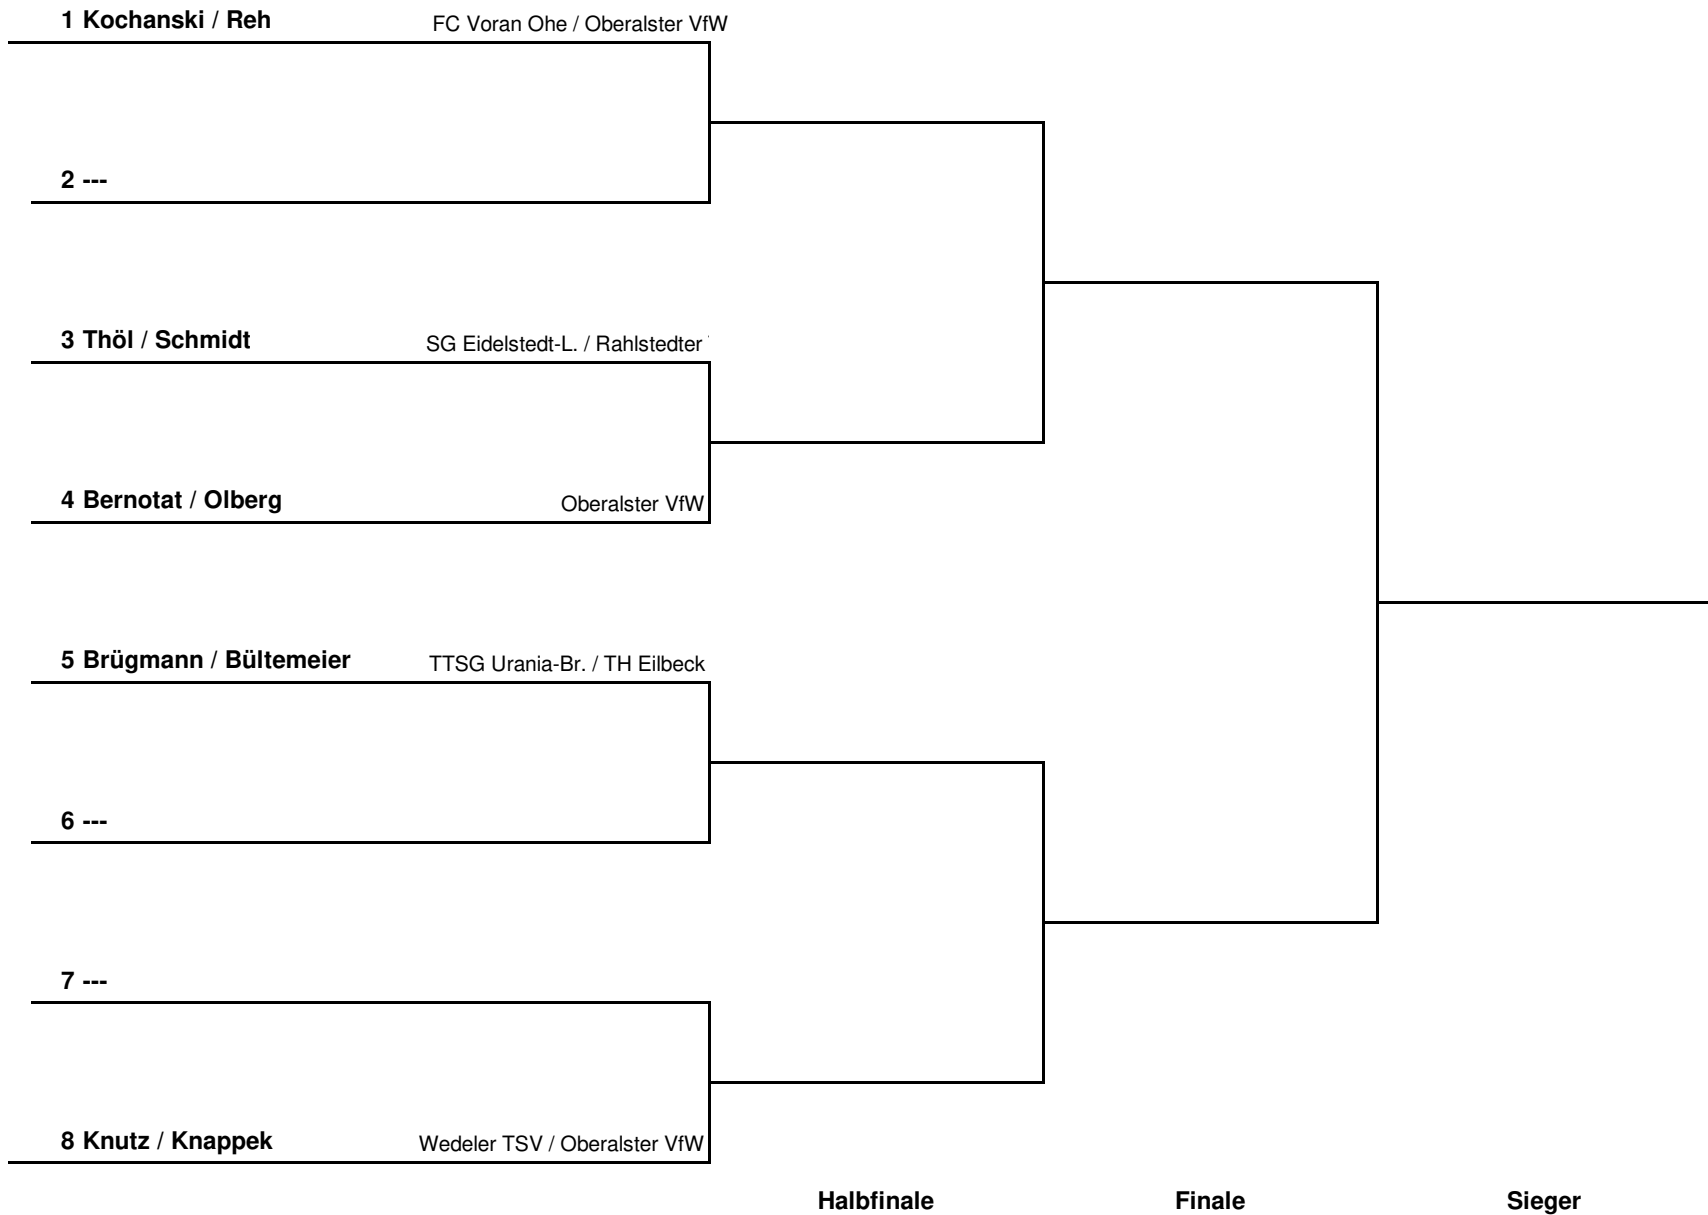 1 Kochanski / Reh FC Voran Ohe / Oberalster VfW
2 ---
3 Thöl / Schmidt SG Eidelstedt-L. / Rahlstedter
4 Bernotat / Olberg Oberalster VfW
5 Brügmann / Bültemeier TTSG Urania-Br. / TH Eilbeck
6 ---
7 ---
8 Knutz / Knappek Wedeler TSV / Oberalster VfW
Halbfinale Finale Sieger